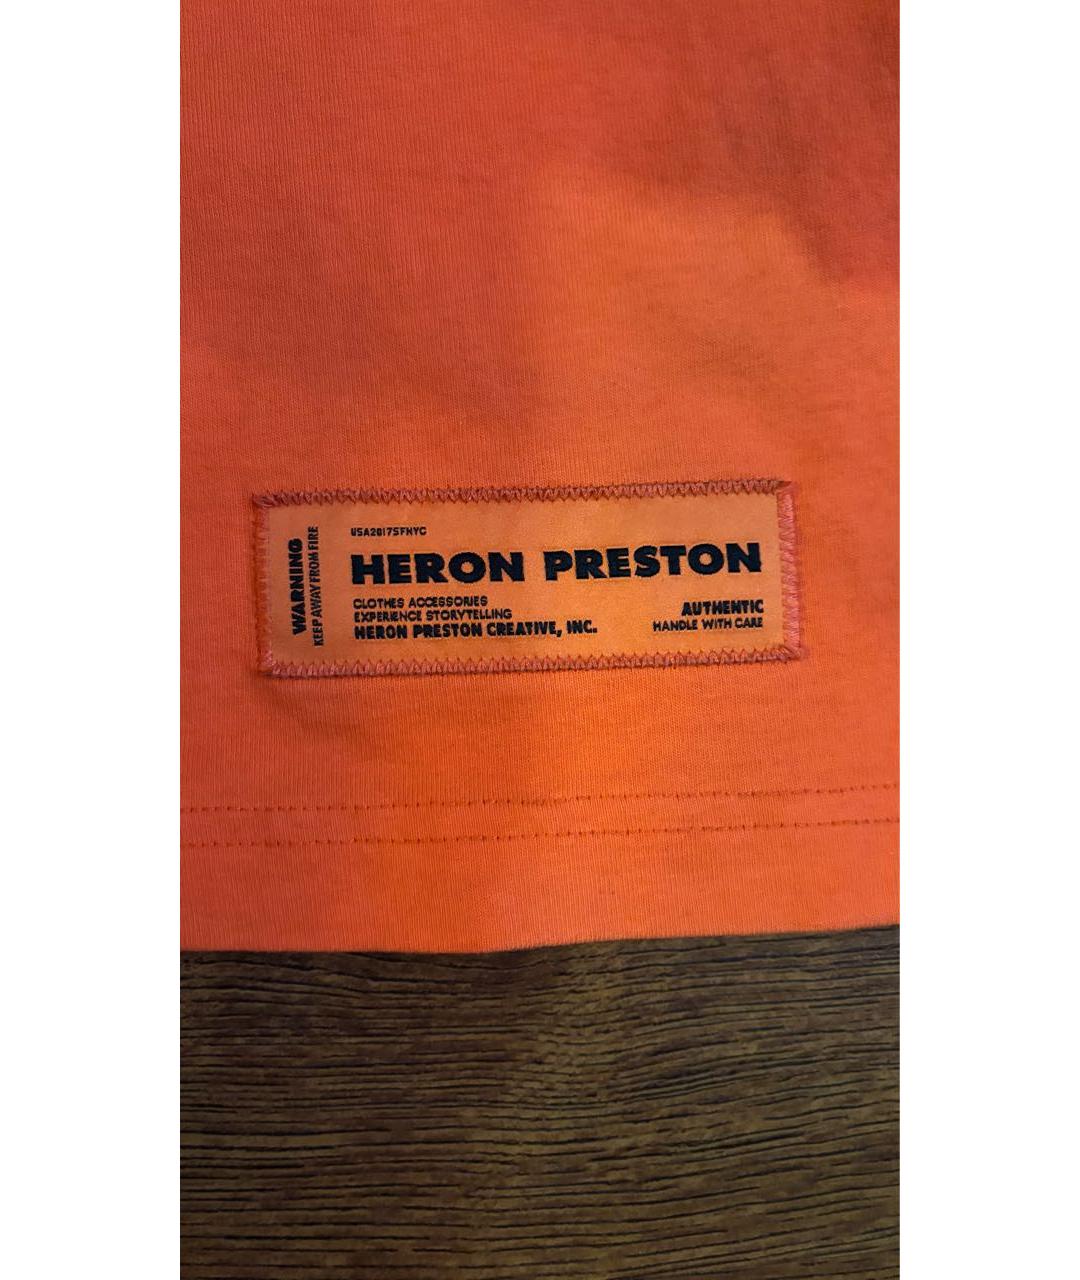 WARNING
KEEP AWAY FROM FIRE
USA2017SFNYC
HERON PRESTON
CLOTHES ACCESSORIES
EXPERIENCE STORYTELLING
HERON PRESTON CREATIVE, INC.
AUTHENTIC
HANDLE WITH CARE